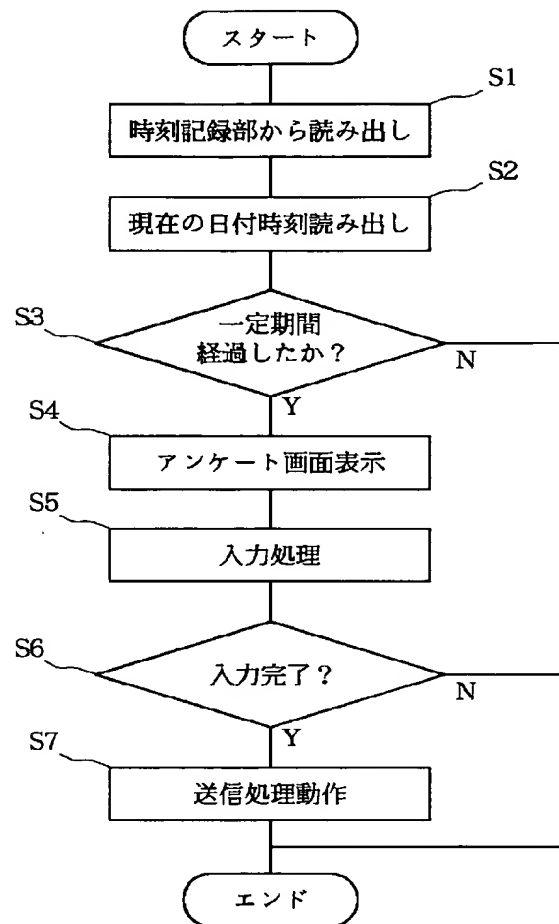 スタート
S1
時刻記録部から読み出し
S2
現在の日付時刻読み出し
S3
一定期間
経過したか？
N
Y
S4
アンケート画面表示
S5
入力処理
S6
入力完了？
N
Y
S7
送信処理動作
エンド